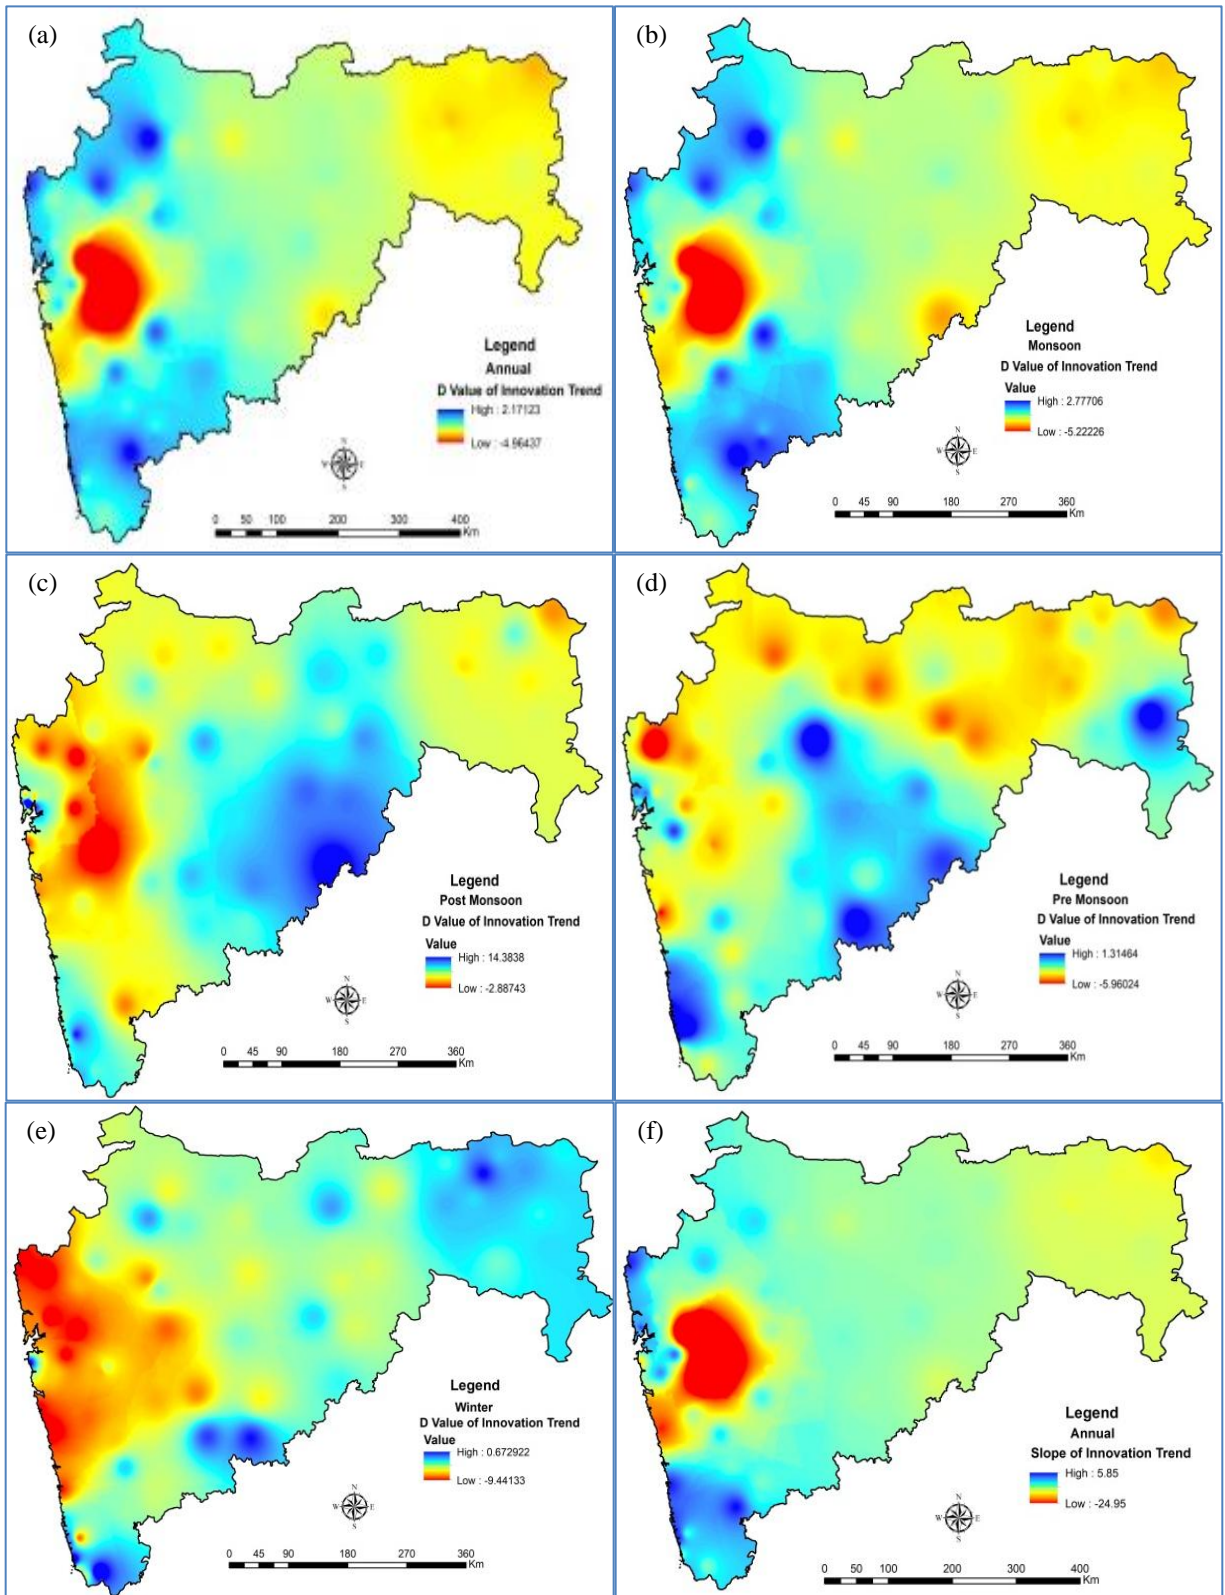 (a)
Legend
Annual
D Value of Innovation Trend
High : 2.17123
Low : -4.96437
N
W E
S
0 50 100 200 300 400
Km
(b)
Legend
Monsoon
D Value of Innovation Trend
Value
High : 2.77706
Low : -5.22226
N
W E
S
0 45 90 180 270 360
Km
(c)
Legend
Post Monsoon
D Value of Innovation Trend
Value
High : 14.3838
Low : -2.88743
N
W E
S
0 45 90 180 270 360
Km
(d)
Legend
Pre Monsoon
D Value of Innovation Trend
Value
High : 1.31464
Low : -5.96024
N
W E
S
0 45 90 180 270 360
Km
(e)
Legend
Winter
D Value of Innovation Trend
Value
High : 0.672922
Low : -9.44133
N
W E
S
0 45 90 180 270 360
Km
(f)
Legend
Annual
Slope of Innovation Trend
High : 5.85
Low : -24.95
N
W E
S
0 50 100 200 300 400
Km